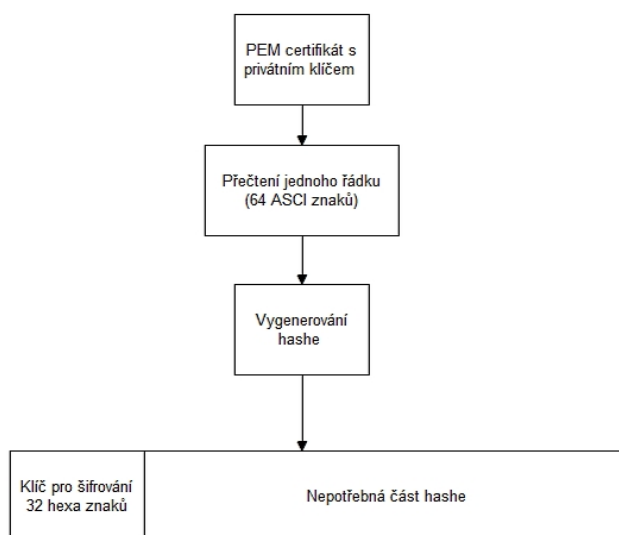 PEM certifikát s
privátním klíčem
Přečtení jednoho řádku
(64 ASCI znaků)
Vygenerování
hashe
Klíč pro šifrování
32 hexa znaků
Nepotřebná část hashe